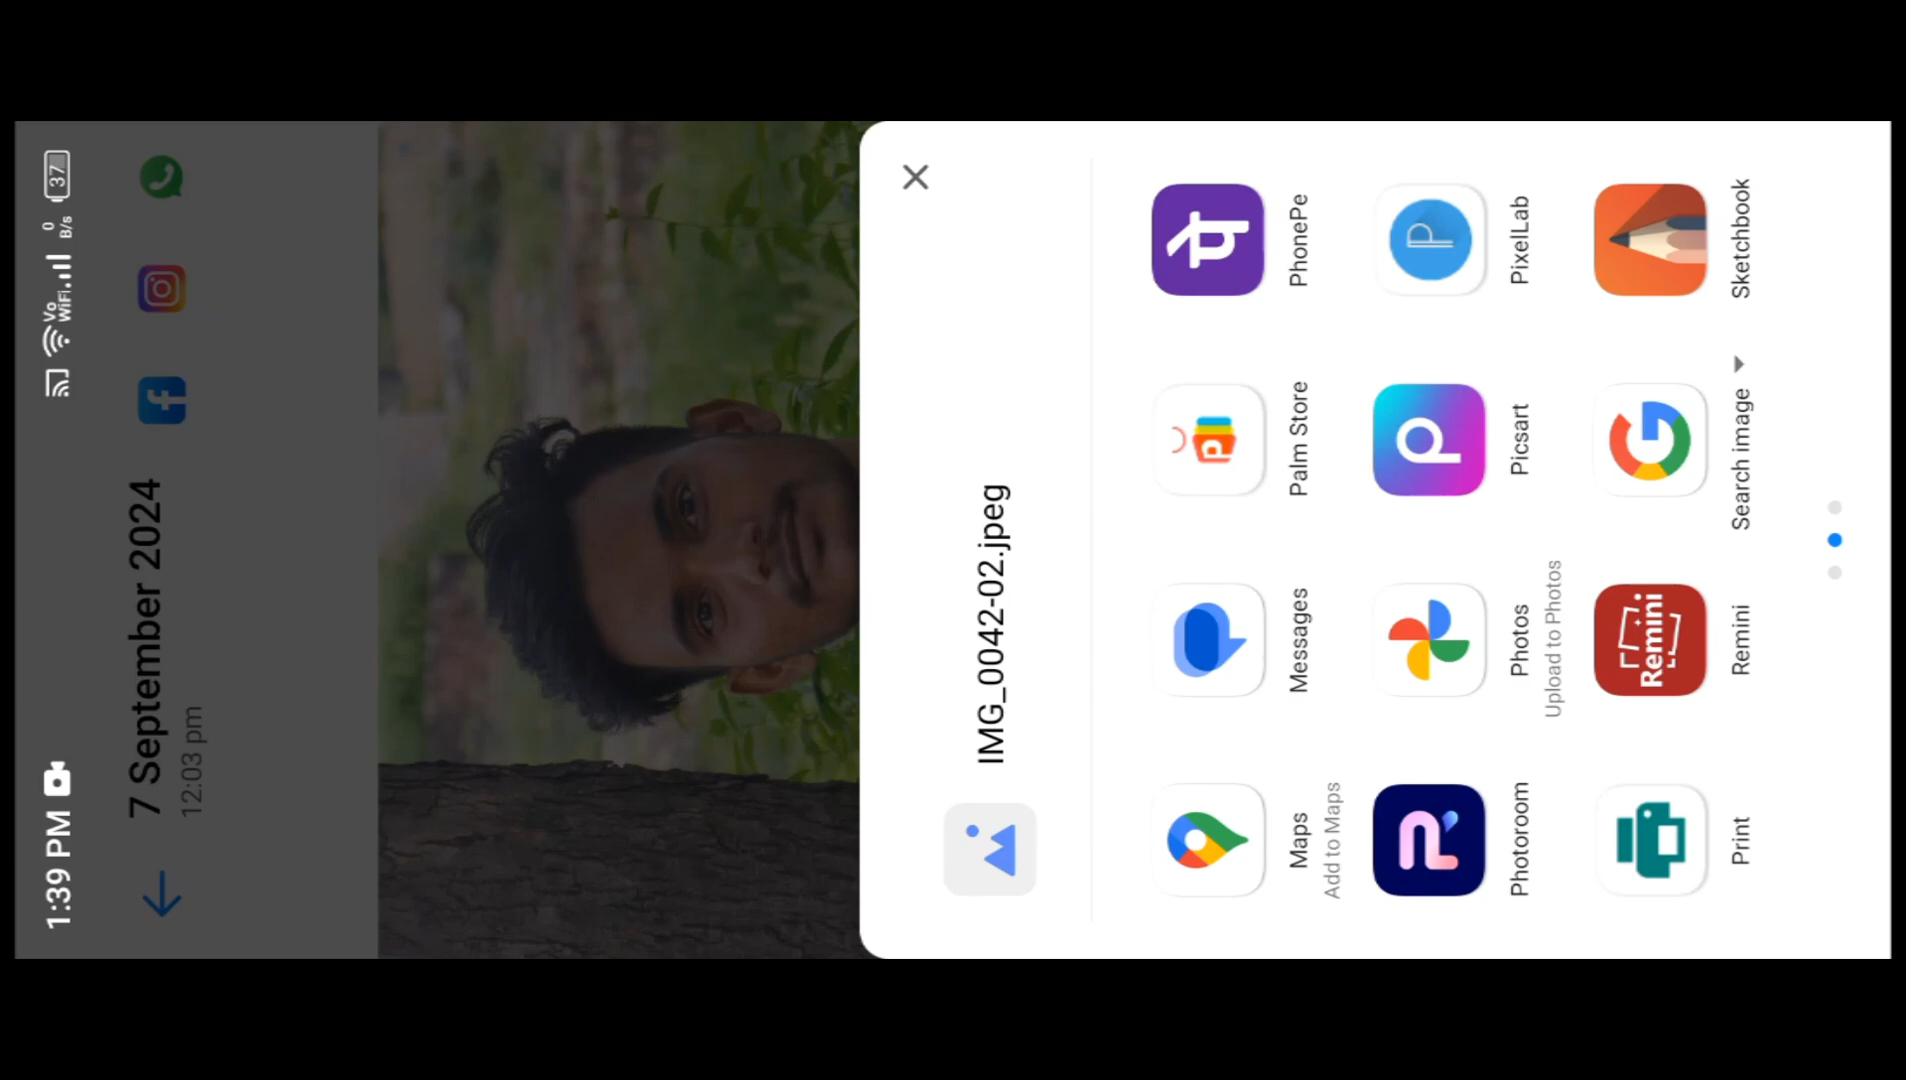 1:39 PM
Vo
WiFi
0
B/s
37
7 September 2024
12:03 pm
IMG_0042-02.jpeg
Maps
Add to Maps
Messages
Palm Store
PhonePe
Photoroom
Photos
Upload to Photos
Picsart
PixelLab
Remini
Print
Remini
Search image
Sketchbook